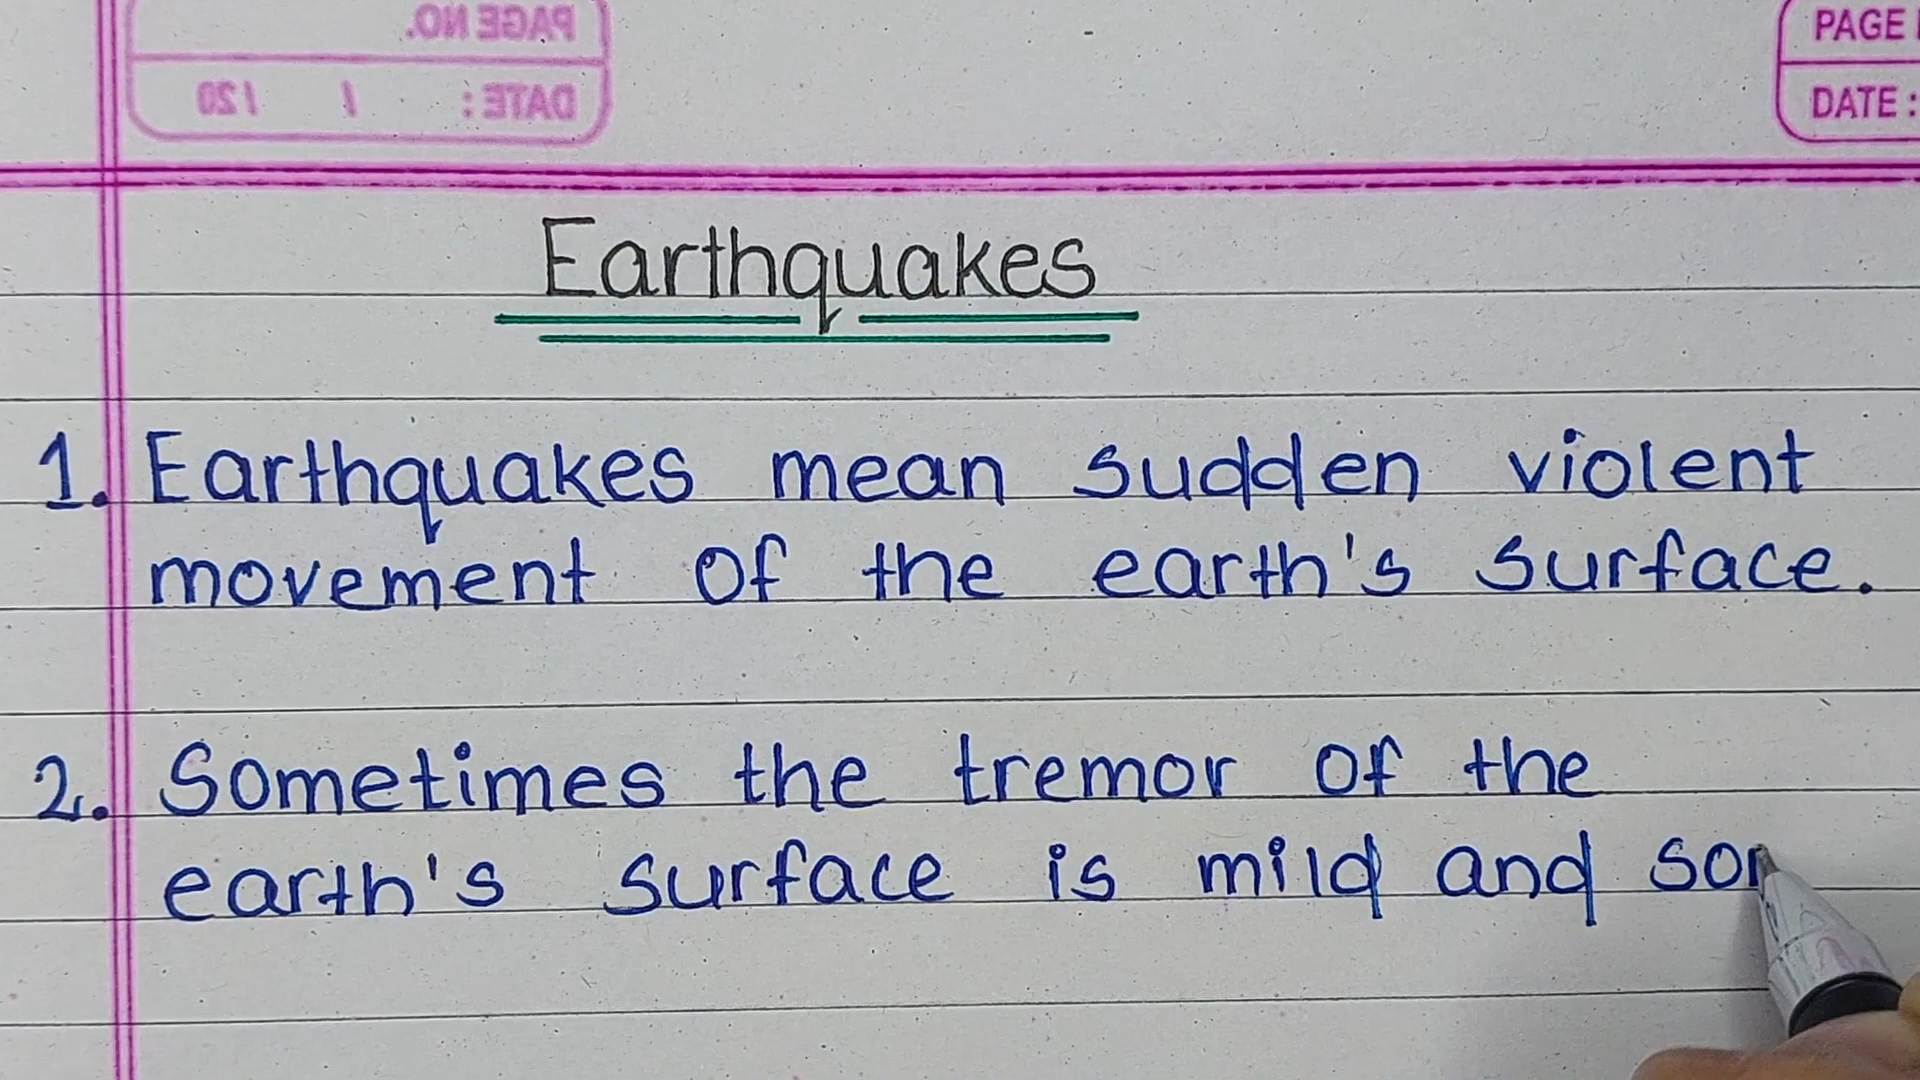 PAGE NO.
DATE : / /20
PAGE
DATE :
Earthquakes
1. Earthquakes mean sudden violent
movement of the earth's surface.
2. Sometimes the tremor of the
earth's surface is mild and